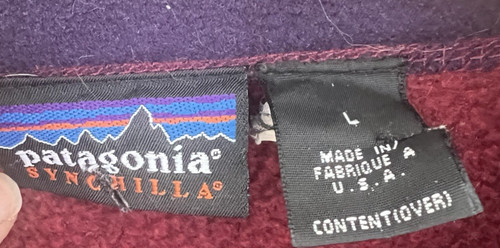 patagonia®
SYNCHILLA®
L
MADE IN/
FABRIQUE A
U.S.A.
CONTENT(OVER)